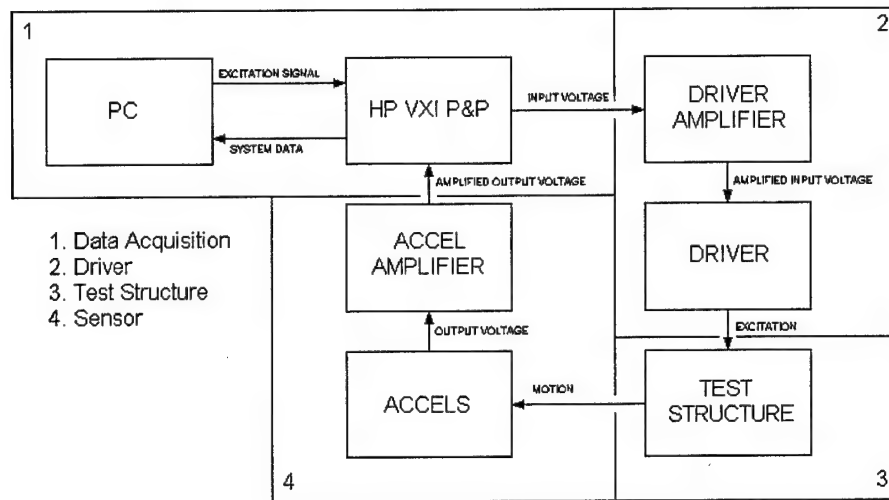 1
2
EXCITATION SIGNAL
PC
HP VXI P&P
INPUT VOLTAGE
DRIVER
AMPLIFIER
SYSTEM DATA
AMPLIFIED OUTPUT VOLTAGE
AMPLIFIED INPUT VOLTAGE
1. Data Acquisition
2. Driver
3. Test Structure
4. Sensor
ACCEL
AMPLIFIER
DRIVER
OUTPUT VOLTAGE
EXCITATION
ACCELS
MOTION
TEST
STRUCTURE
4
3